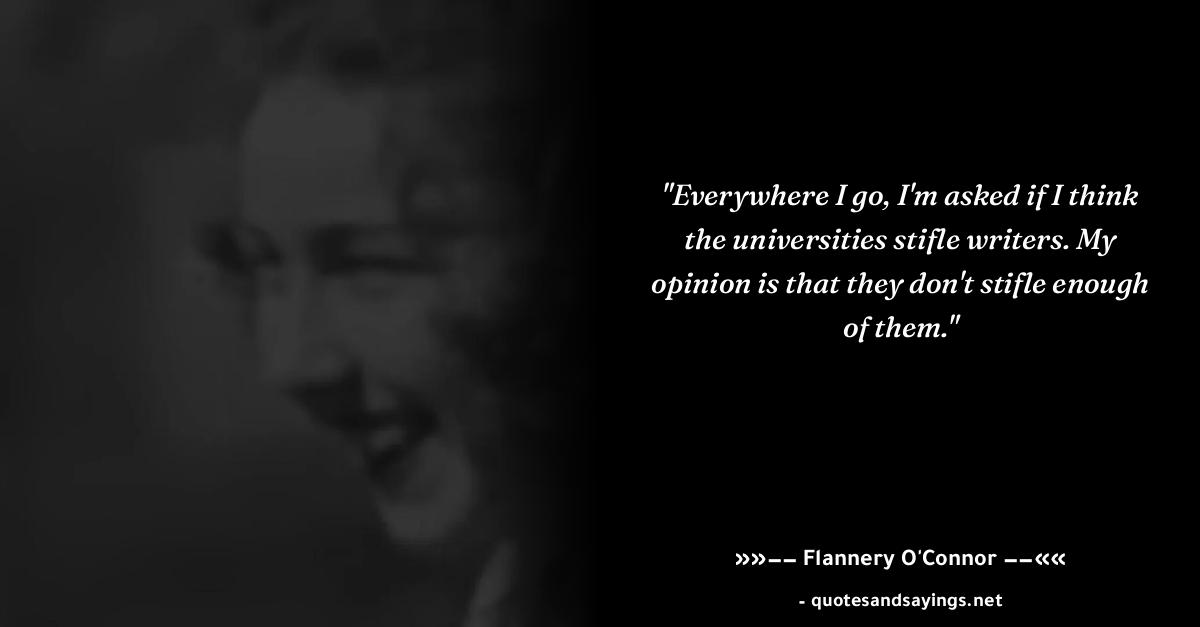 "Everywhere I go, I'm asked if I think
the universities stifle writers. My
opinion is that they don't stifle enough
of them."
»»−− Flannery O'Connor −−««
- quotesandsayings.net